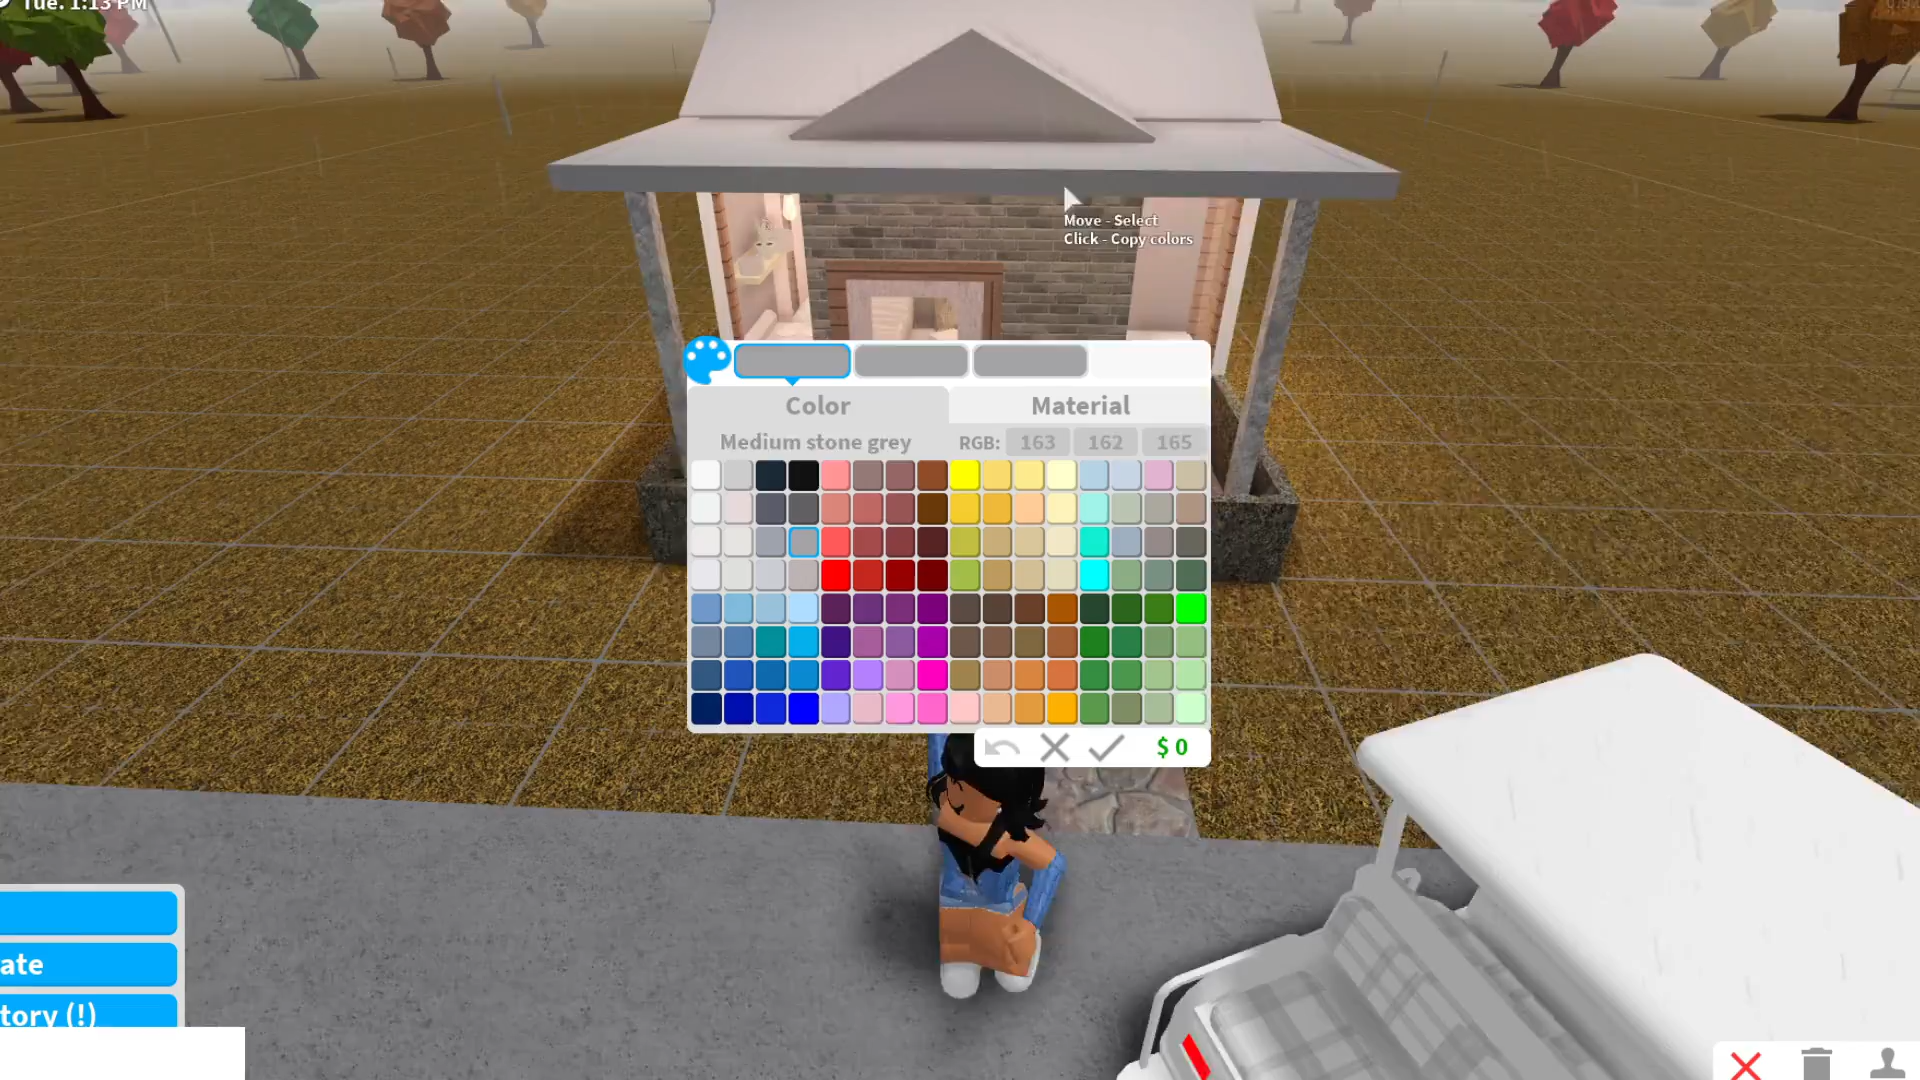 Tue. 1:13 PM
Move - Select
Click - Copy colors
Color
Material
Medium stone grey
RGB: 163 162 165
$ 0
ate
tory (!)